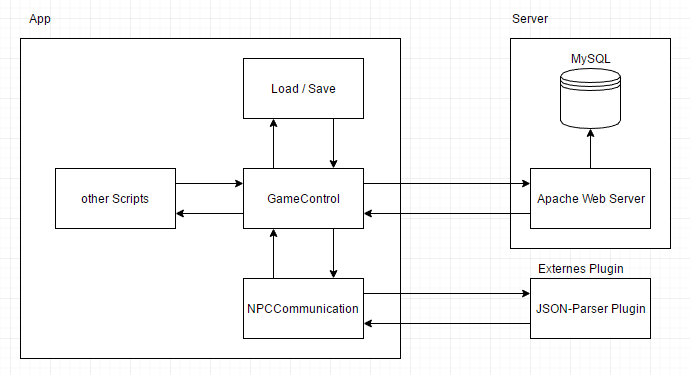 App
Server
MySQL
Load / Save
other Scripts
GameControl
Apache Web Server
Externes Plugin
NPCCommunication
JSON-Parser Plugin